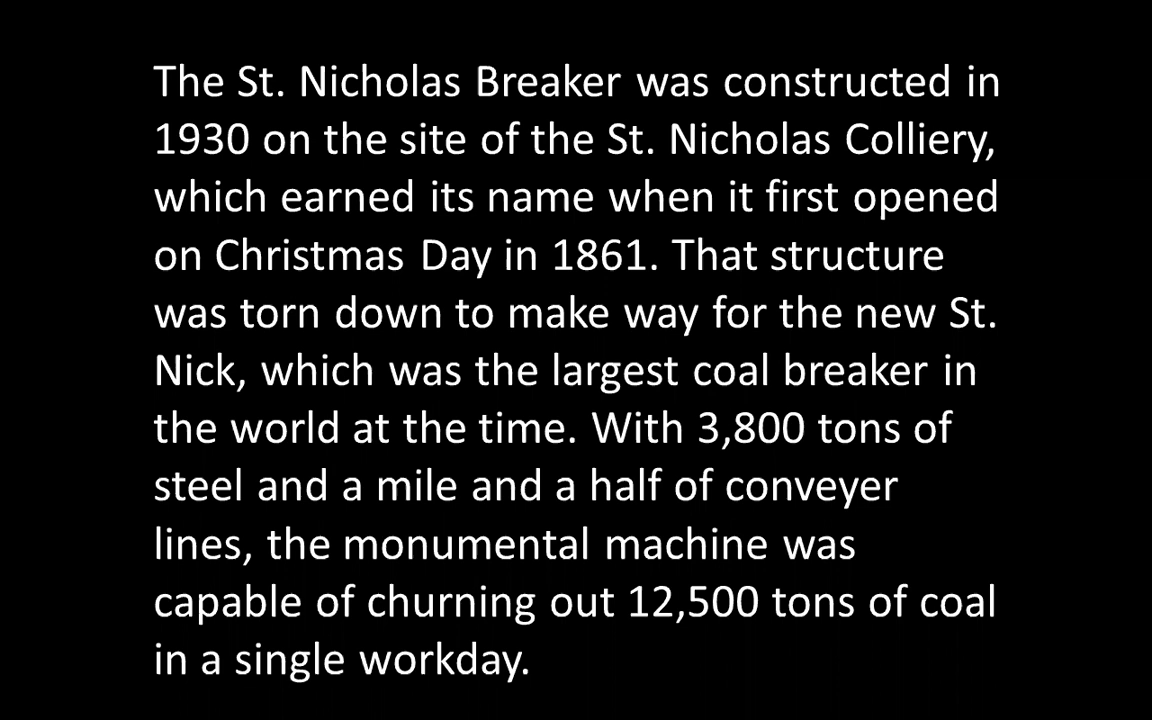 The St. Nicholas Breaker was constructed in
1930 on the site of the St. Nicholas Colliery,
which earned its name when it first opened
on Christmas Day in 1861. That structure
was torn down to make way for the new St.
Nick, which was the largest coal breaker in
the world at the time. With 3,800 tons of
steel and a mile and a half of conveyer
lines, the monumental machine was
capable of churning out 12,500 tons of coal
in a single workday.